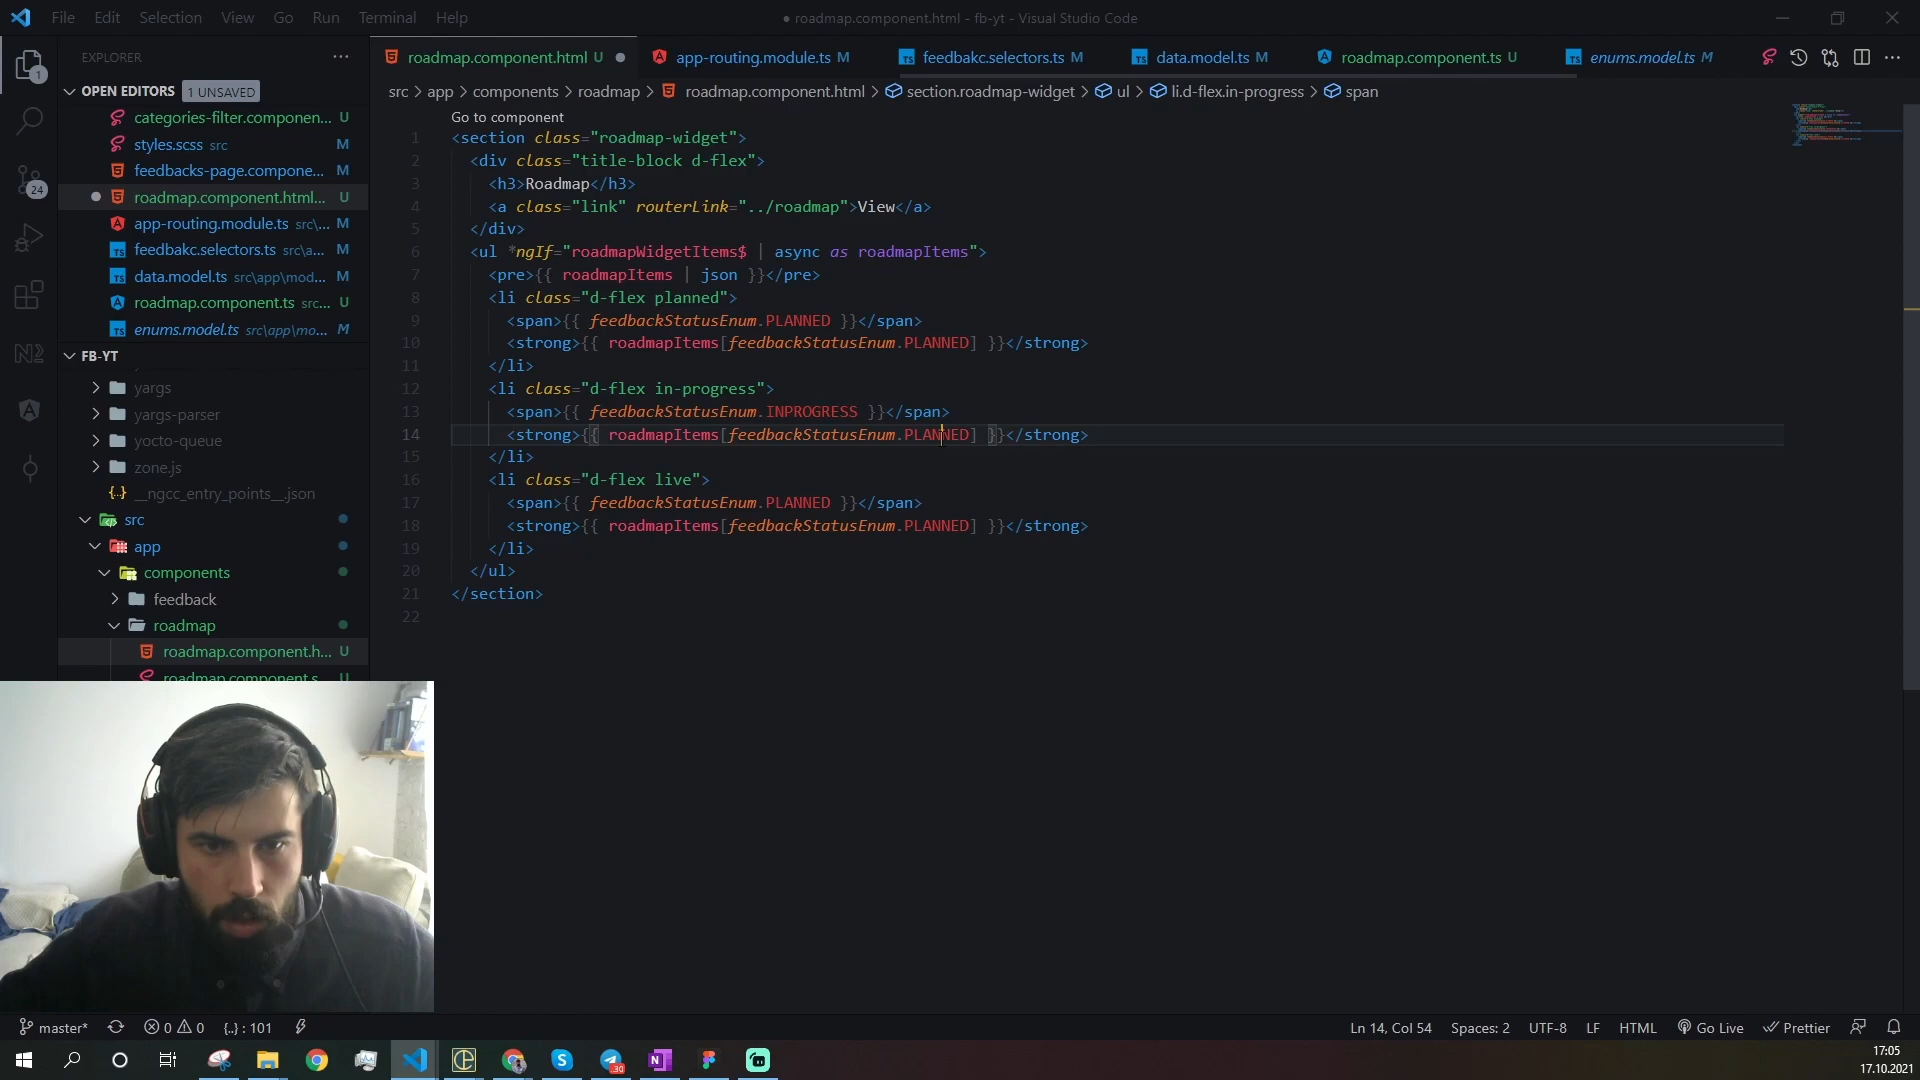 File Edit Selection View Go Run Terminal Help
● roadmap.component.html - fb-yt - Visual Studio Code
EXPLORER
roadmap.component.html U
app-routing.module.ts M
feedbakc.selectors.ts M
data.model.ts M
roadmap.component.ts U
enums.model.ts M
OPEN EDITORS 1 UNSAVED
categories-filter.componen... U
styles.scss src M
feedbacks-page.compone... M
roadmap.component.html... U
app-routing.module.ts src\... M
feedbakc.selectors.ts src\a... M
data.model.ts src\app\mod... M
roadmap.component.ts src... U
enums.model.ts src\app\mo... M
FB-YT
yargs
yargs-parser
yocto-queue
zone.js
__ngcc_entry_points__.json
src
app
components
feedback
roadmap
roadmap.component.h... U
roadmap.component.s... U
1
24
src > app > components > roadmap > roadmap.component.html > section.roadmap-widget > ul > li.d-flex.in-progress > span
Go to component
1 <section class="roadmap-widget">
2 <div class="title-block d-flex">
3 <h3>Roadmap</h3>
4 <a class="link" routerLink="../roadmap">View</a>
5 </div>
6 <ul *ngIf="roadmapWidgetItems$ | async as roadmapItems">
7 <pre>{{ roadmapItems | json }}</pre>
8 <li class="d-flex planned">
9 <span>{{ feedbackStatusEnum.PLANNED }}</span>
10 <strong>{{ roadmapItems[feedbackStatusEnum.PLANNED] }}</strong>
11 </li>
12 <li class="d-flex in-progress">
13 <span>{{ feedbackStatusEnum.INPROGRESS }}</span>
14 <strong>{{ roadmapItems[feedbackStatusEnum.PLANNED] }}</strong>
15 </li>
16 <li class="d-flex live">
17 <span>{{ feedbackStatusEnum.PLANNED }}</span>
18 <strong>{{ roadmapItems[feedbackStatusEnum.PLANNED] }}</strong>
19 </li>
20 </ul>
21 </section>
22
master* 0 0 {..} : 101
Ln 14, Col 54 Spaces: 2 UTF-8 LF HTML Go Live Prettier
30
17:05
17.10.2021